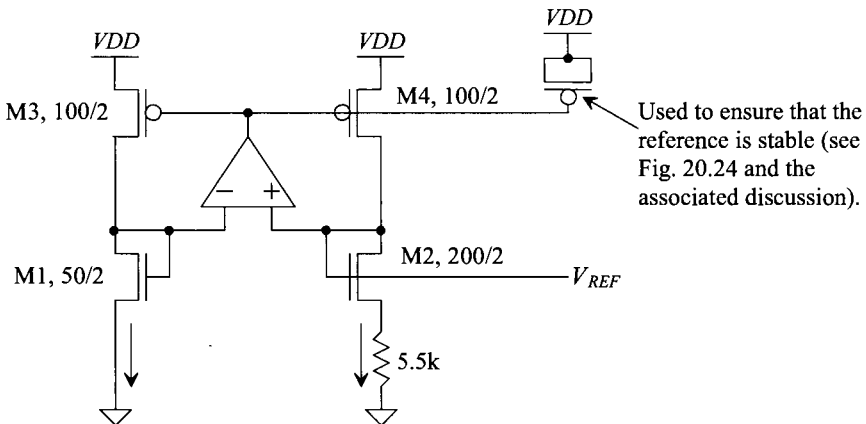 VDD
VDD
VDD
M3, 100/2
M4, 100/2
Used to ensure that the
reference is stable (see
Fig. 20.24 and the
associated discussion).
− +
M1, 50/2
M2, 200/2
VREF
5.5k